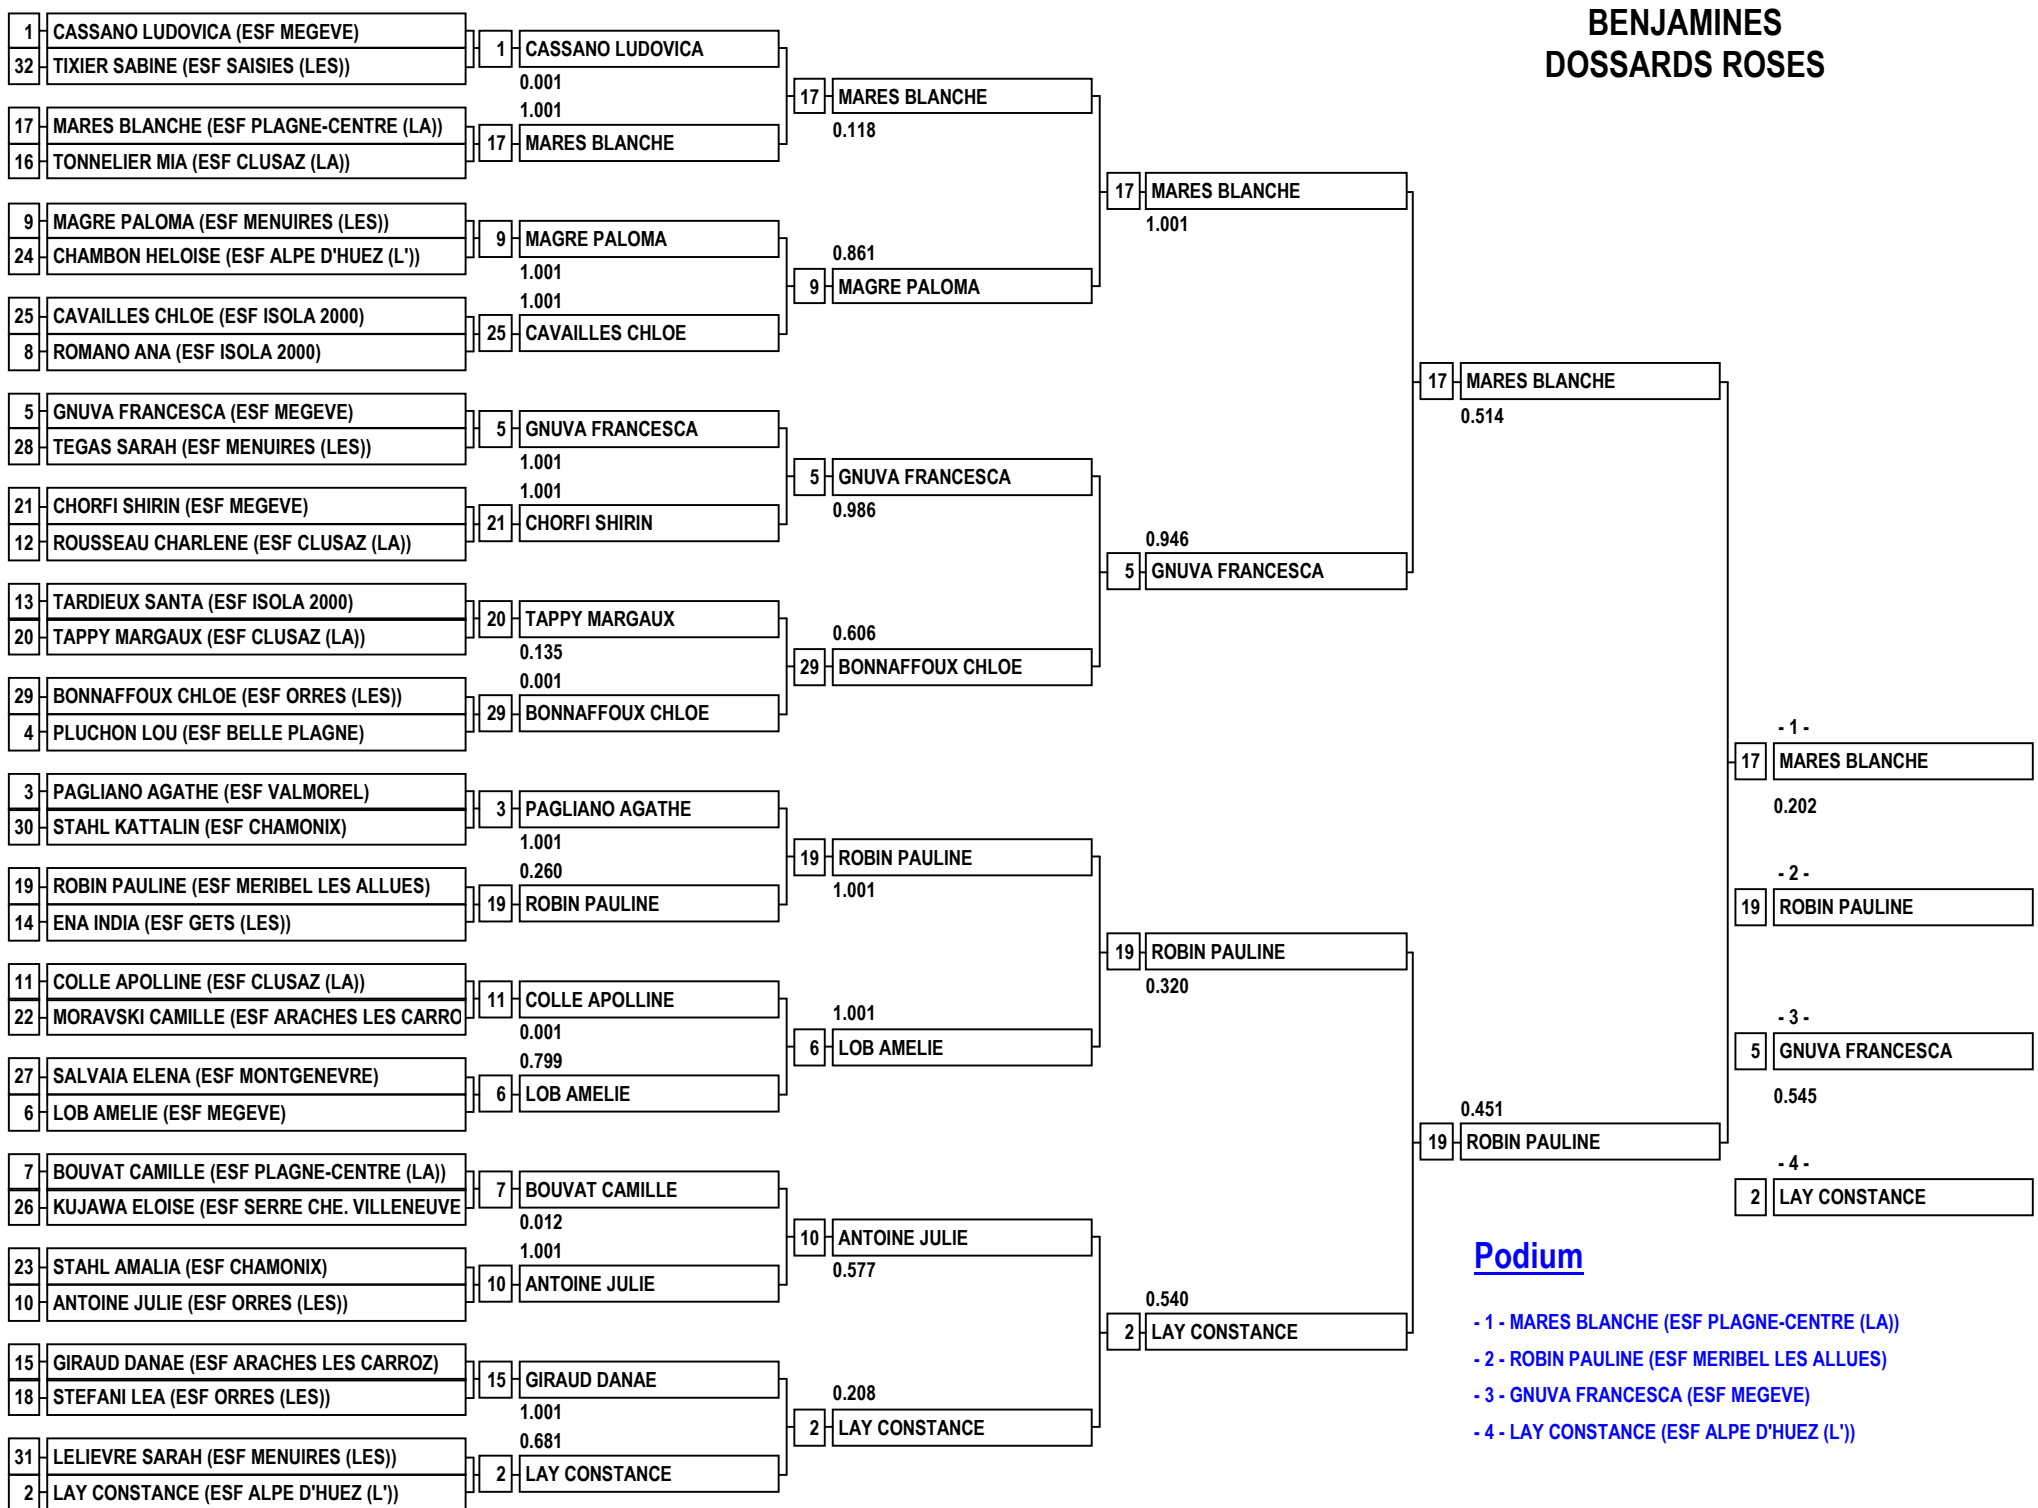 BENJAMINES
DOSSARDS ROSES
1 CASSANO LUDOVICA (ESF MEGEVE)
32 TIXIER SABINE (ESF SAISIES (LES))
17 MARES BLANCHE (ESF PLAGNE-CENTRE (LA))
16 TONNELIER MIA (ESF CLUSAZ (LA))
9 MAGRE PALOMA (ESF MENUIRES (LES))
24 CHAMBON HELOISE (ESF ALPE D'HUEZ (L'))
25 CAVAILLES CHLOE (ESF ISOLA 2000)
8 ROMANO ANA (ESF ISOLA 2000)
5 GNUVA FRANCESCA (ESF MEGEVE)
28 TEGAS SARAH (ESF MENUIRES (LES))
21 CHORFI SHIRIN (ESF MEGEVE)
12 ROUSSEAU CHARLENE (ESF CLUSAZ (LA))
13 TARDIEUX SANTA (ESF ISOLA 2000)
20 TAPPY MARGAUX (ESF CLUSAZ (LA))
29 BONNAFFOUX CHLOE (ESF ORRES (LES))
4 PLUCHON LOU (ESF BELLE PLAGNE)
3 PAGLIANO AGATHE (ESF VALMOREL)
30 STAHL KATTALIN (ESF CHAMONIX)
19 ROBIN PAULINE (ESF MERIBEL LES ALLUES)
14 ENA INDIA (ESF GETS (LES))
11 COLLE APOLLINE (ESF CLUSAZ (LA))
22 MORAVSKI CAMILLE (ESF ARACHES LES CARRO
27 SALVAIA ELENA (ESF MONTGENEVRE)
6 LOB AMELIE (ESF MEGEVE)
7 BOUVAT CAMILLE (ESF PLAGNE-CENTRE (LA))
26 KUJAWA ELOISE (ESF SERRE CHE. VILLENEUVE
23 STAHL AMALIA (ESF CHAMONIX)
10 ANTOINE JULIE (ESF ORRES (LES))
15 GIRAUD DANAE (ESF ARACHES LES CARROZ)
18 STEFANI LEA (ESF ORRES (LES))
31 LELIEVRE SARAH (ESF MENUIRES (LES))
2 LAY CONSTANCE (ESF ALPE D'HUEZ (L'))
1 CASSANO LUDOVICA
0.001
1.001
17 MARES BLANCHE
9 MAGRE PALOMA
1.001
1.001
25 CAVAILLES CHLOE
5 GNUVA FRANCESCA
1.001
1.001
21 CHORFI SHIRIN
20 TAPPY MARGAUX
0.135
0.001
29 BONNAFFOUX CHLOE
3 PAGLIANO AGATHE
1.001
0.260
19 ROBIN PAULINE
11 COLLE APOLLINE
0.001
0.799
6 LOB AMELIE
7 BOUVAT CAMILLE
0.012
1.001
10 ANTOINE JULIE
15 GIRAUD DANAE
1.001
0.681
2 LAY CONSTANCE
17 MARES BLANCHE
0.118
0.861
9 MAGRE PALOMA
5 GNUVA FRANCESCA
0.986
0.606
29 BONNAFFOUX CHLOE
19 ROBIN PAULINE
1.001
1.001
6 LOB AMELIE
10 ANTOINE JULIE
0.577
0.208
2 LAY CONSTANCE
17 MARES BLANCHE
1.001
0.946
5 GNUVA FRANCESCA
19 ROBIN PAULINE
0.320
0.540
2 LAY CONSTANCE
17 MARES BLANCHE
0.514
0.451
19 ROBIN PAULINE
- 1 -
17 MARES BLANCHE
0.202
- 2 -
19 ROBIN PAULINE
- 3 -
5 GNUVA FRANCESCA
0.545
- 4 -
2 LAY CONSTANCE
Podium
- 1 - MARES BLANCHE (ESF PLAGNE-CENTRE (LA))
- 2 - ROBIN PAULINE (ESF MERIBEL LES ALLUES)
- 3 - GNUVA FRANCESCA (ESF MEGEVE)
- 4 - LAY CONSTANCE (ESF ALPE D'HUEZ (L'))